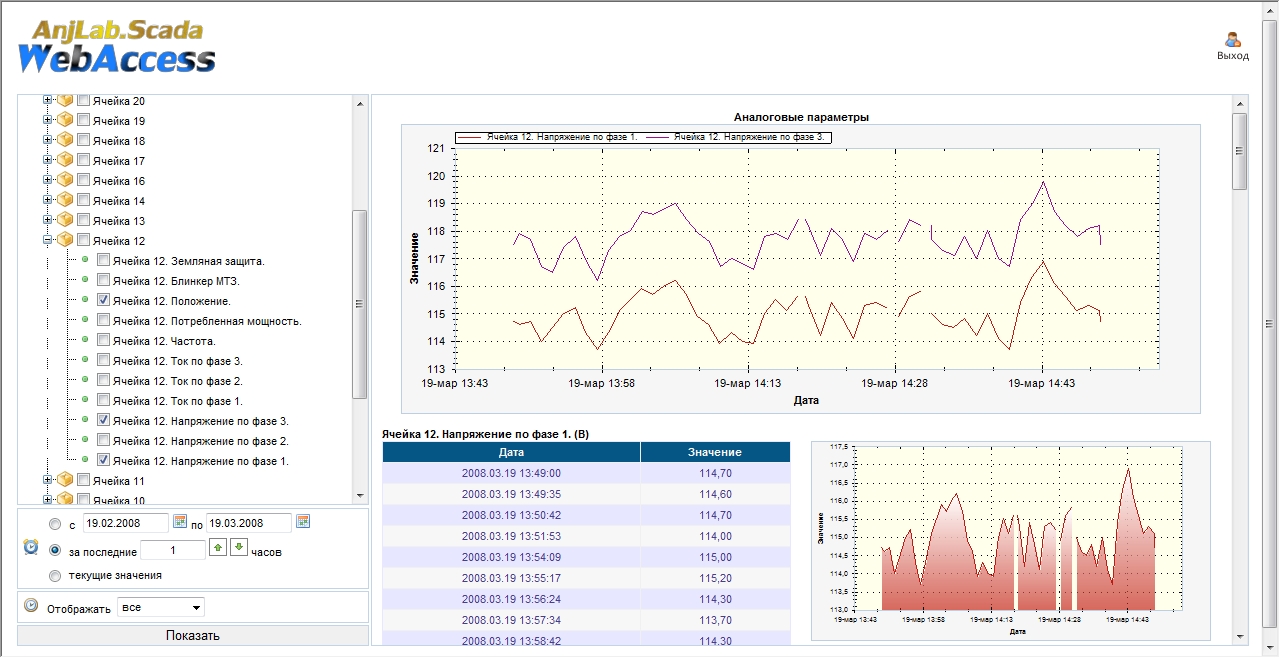 AnjLab.Scada
WebAccess
Выход
Ячейка 20
Ячейка 19
Ячейка 18
Ячейка 17
Ячейка 16
Ячейка 14
Ячейка 13
Ячейка 12
Ячейка 12. Земляная защита.
Ячейка 12. Блинкер МТЗ.
Ячейка 12. Положение.
Ячейка 12. Потребленная мощность.
Ячейка 12. Частота.
Ячейка 12. Ток по фазе 3.
Ячейка 12. Ток по фазе 2.
Ячейка 12. Ток по фазе 1.
Ячейка 12. Напряжение по фазе 3.
Ячейка 12. Напряжение по фазе 2.
Ячейка 12. Напряжение по фазе 1.
Ячейка 11
Ячейка 10
с 19.02.2008 по 19.03.2008
за последние 1 часов
текущие значения
Отображать все
Показать
Аналоговые параметры
Ячейка 12. Напряжение по фазе 1. Ячейка 12. Напряжение по фазе 3.
121
120
119
118
117
116
115
114
113
Значение
19-мар 13:43 19-мар 13:58 19-мар 14:13 19-мар 14:28 19-мар 14:43
Дата
Ячейка 12. Напряжение по фазе 1. (В)
Дата Значение
2008.03.19 13:49:00 114,70
2008.03.19 13:49:35 114,60
2008.03.19 13:50:42 114,70
2008.03.19 13:51:53 114,00
2008.03.19 13:54:09 115,00
2008.03.19 13:55:17 115,20
2008.03.19 13:56:24 114,30
2008.03.19 13:57:34 113,70
2008.03.19 13:58:42 114,30
117,5
117,0
116,5
116,0
115,5
115,0
114,5
114,0
113,5
113,0
Значение
19-мар 13:43 19-мар 13:58 19-мар 14:13 19-мар 14:28 19-мар 14:43
Дата